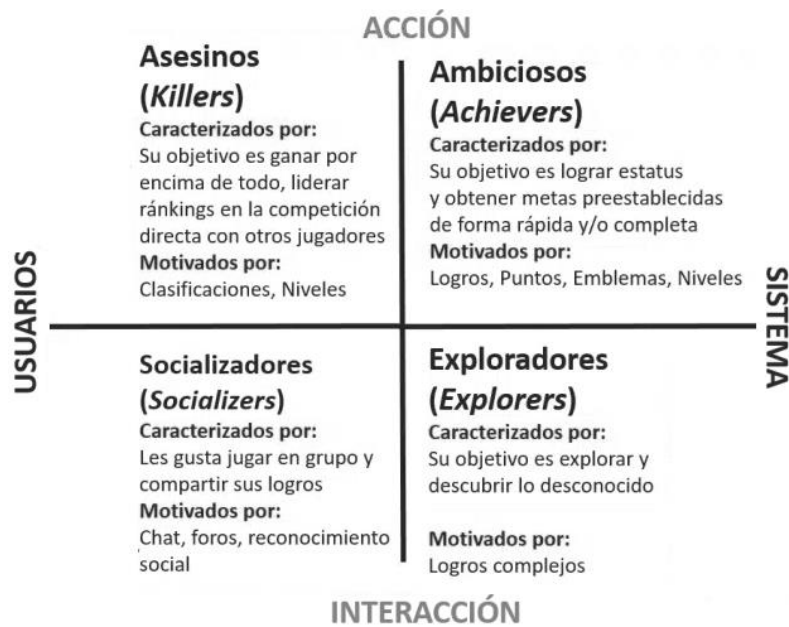 ACCIÓN
Asesinos
(Killers)
Caracterizados por:
Su objetivo es ganar por
encima de todo, liderar
ránkings en la competición
directa con otros jugadores
Motivados por:
Clasificaciones, Niveles
Ambiciosos
(Achievers)
Caracterizados por:
Su objetivo es lograr estatus
y obtener metas preestablecidas
de forma rápida y/o completa
Motivados por:
Logros, Puntos, Emblemas, Niveles
USUARIOS
SISTEMA
Socializadores
(Socializers)
Caracterizados por:
Les gusta jugar en grupo y
compartir sus logros
Motivados por:
Chat, foros, reconocimiento
social
Exploradores
(Explorers)
Caracterizados por:
Su objetivo es explorar y
descubrir lo desconocido
Motivados por:
Logros complejos
INTERACCIÓN